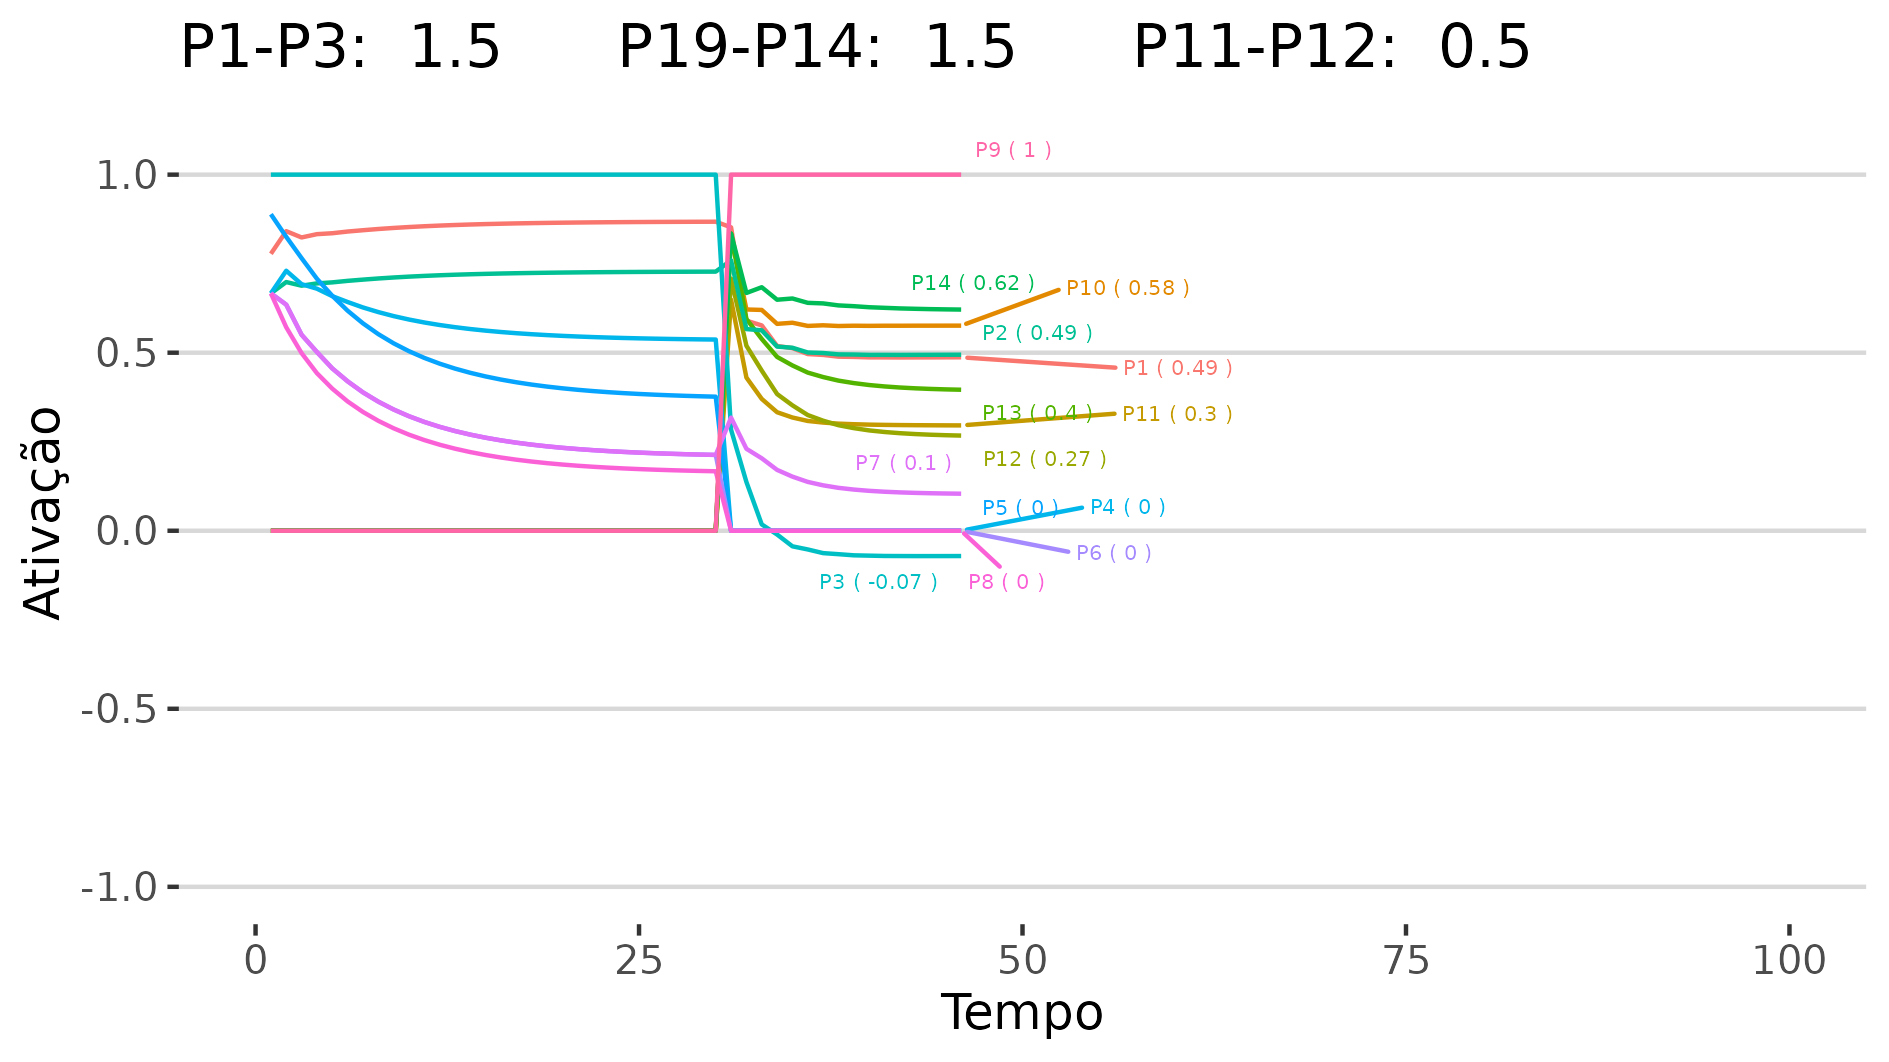 P1-P3: 1.5 P19-P14: 1.5 P11-P12: 0.5
P9 ( 1 )
1.0
P14 ( 0.62 )
P10 ( 0.58 )
P2 ( 0.49 )
0.5
P1 ( 0.49 )
P13 ( 0.4 )
P11 ( 0.3 )
P12 ( 0.27 )
P7 ( 0.1 )
P5 ( 0 )
P4 ( 0 )
0.0
P6 ( 0 )
P3 ( -0.07 )
P8 ( 0 )
-0.5
-1.0
Ativação
0 25 50 75 100
Tempo